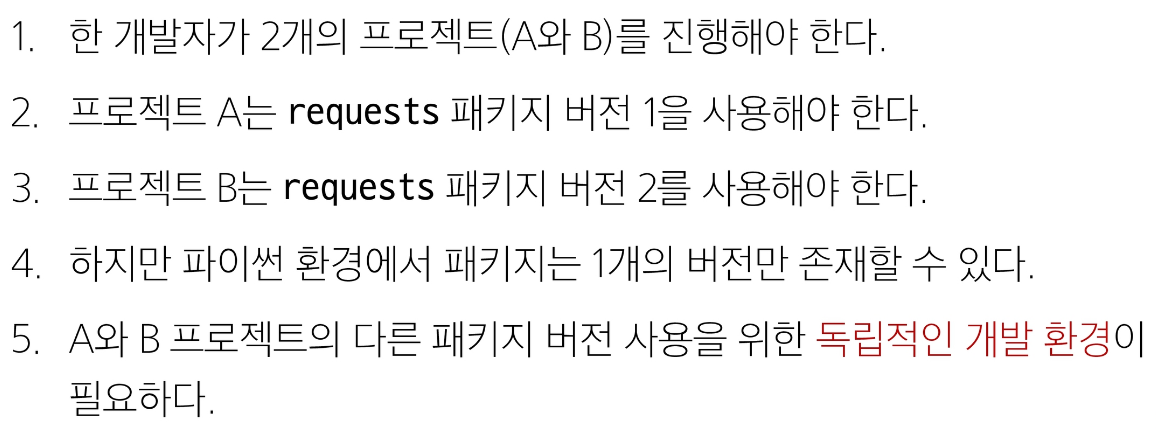 1. 한 개발자가 2개의 프로젝트(A와 B)를 진행해야 한다.
2. 프로젝트 A는 requests 패키지 버전 1을 사용해야 한다.
3. 프로젝트 B는 requests 패키지 버전 2를 사용해야 한다.
4. 하지만 파이썬 환경에서 패키지는 1개의 버전만 존재할 수 있다.
5. A와 B 프로젝트의 다른 패키지 버전 사용을 위한 독립적인 개발 환경이
필요하다.